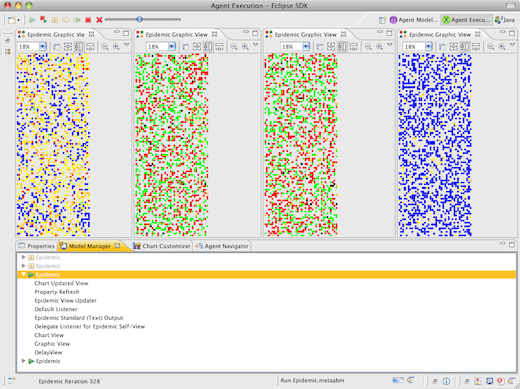 Agent Execution – Eclipse SDK
Agent Model... Agent Execu... Java
Epidemic Graphic Vie Epidemic Graphic View Epidemic Graphic View Epidemic Graphic View
18% 18% 18% 18%
Properties Model Manager Chart Customizer Agent Navigator
Epidemic
Epidemic
Epidemic
Chart Updated View
Property Refresh
Epidemic View Updater
Default Listener
Epidemic Standard (Text) Output
Delegate Listener for Epidemic Self-View
Chart View
Graphic View
DelayView
Epidemic
Epidemic Iteration 328 Run Epidemic.metaabm